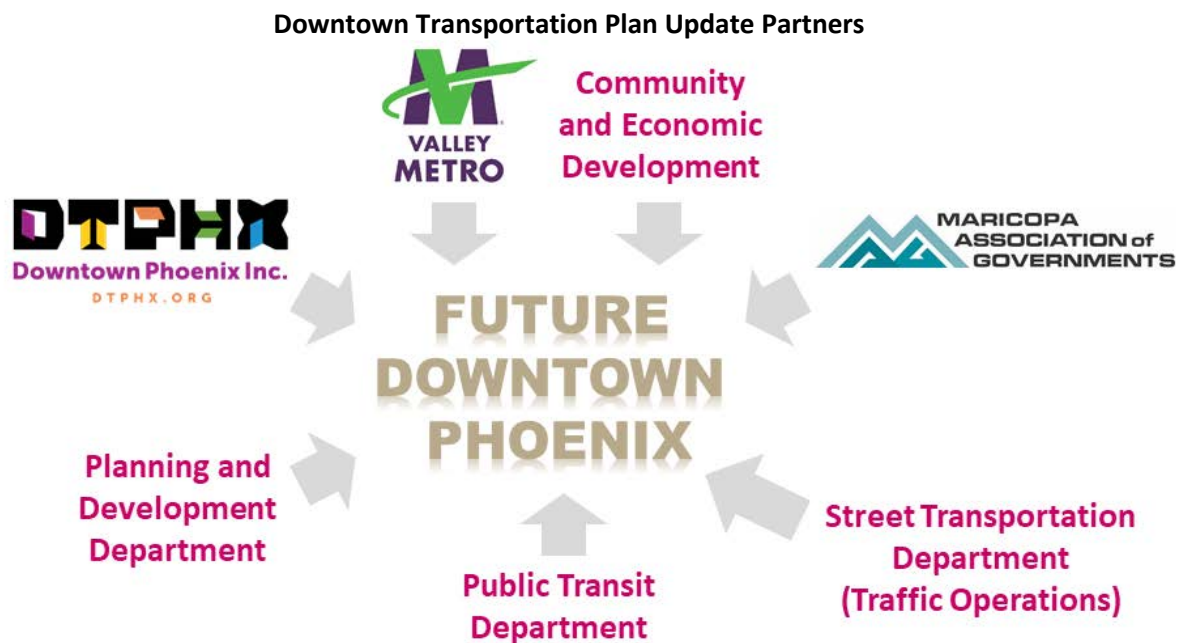 Downtown Transportation Plan Update Partners
VALLEY
METRO
Community
and Economic
Development
DTPHX
Downtown Phoenix Inc.
DTPHX.ORG
MARICOPA
ASSOCIATION of
GOVERNMENTS
FUTURE
DOWNTOWN
PHOENIX
Planning and
Development
Department
Public Transit
Department
Street Transportation
Department
(Traffic Operations)